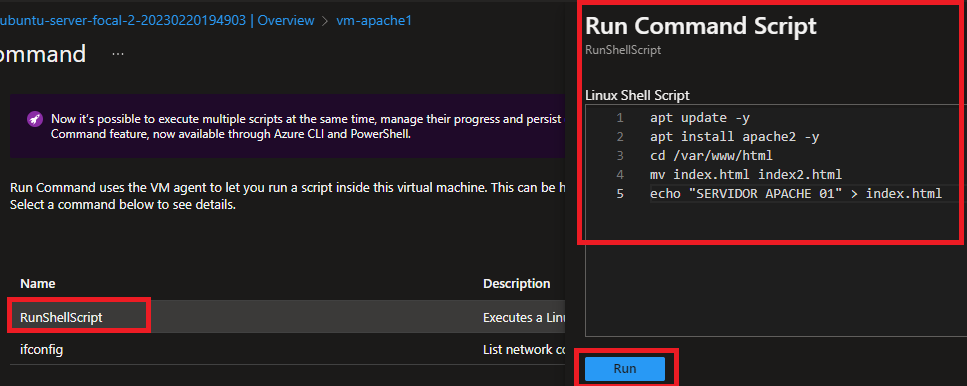 ubuntu-server-focal-2-20230220194903 | Overview > vm-apache1
ommand ...
Now it's possible to execute multiple scripts at the same time, manage their progress and persist
Command feature, now available through Azure CLI and PowerShell.
Run Command uses the VM agent to let you run a script inside this virtual machine. This can be h
Select a command below to see details.
Name Description
RunShellScript Executes a Linu
ifconfig List network co
Run Command Script
RunShellScript
Linux Shell Script
1 apt update -y
2 apt install apache2 -y
3 cd /var/www/html
4 mv index.html index2.html
5 echo "SERVIDOR APACHE 01" > index.html
Run